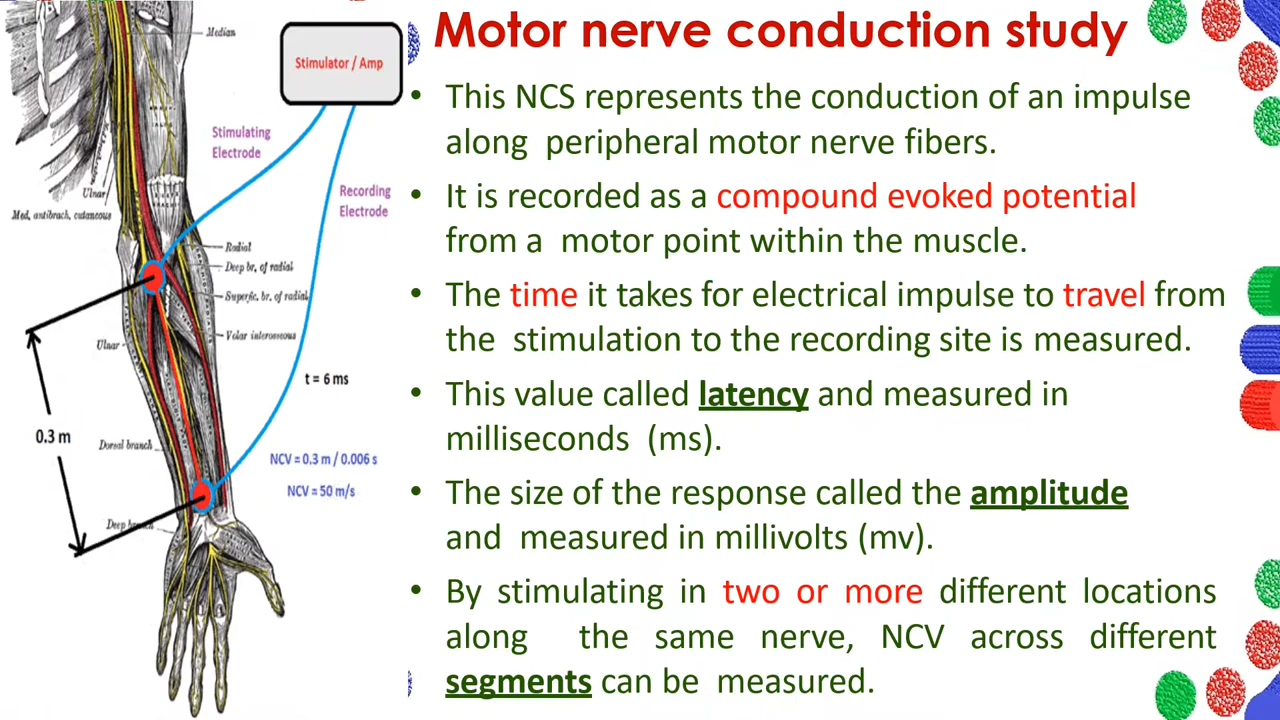 Motor nerve conduction study
• This NCS represents the conduction of an impulse
along peripheral motor nerve fibers.
• It is recorded as a compound evoked potential
from a motor point within the muscle.
• The time it takes for electrical impulse to travel from
the stimulation to the recording site is measured.
• This value called latency and measured in
milliseconds (ms).
• The size of the response called the amplitude
and measured in millivolts (mv).
• By stimulating in two or more different locations
along the same nerve, NCV across different
segments can be measured.
Median
Stimulator / Amp
Stimulating
Electrode
Recording
Electrode
Ulnar
Med. antibrach. cutaneous
Radial
Deep br. of radial
Superfic. br. of radial
Volar interosseous
Ulnar
t = 6 ms
0.3 m
Dorsal branch
NCV = 0.3 m / 0.006 s
NCV = 50 m/s
Deep branch